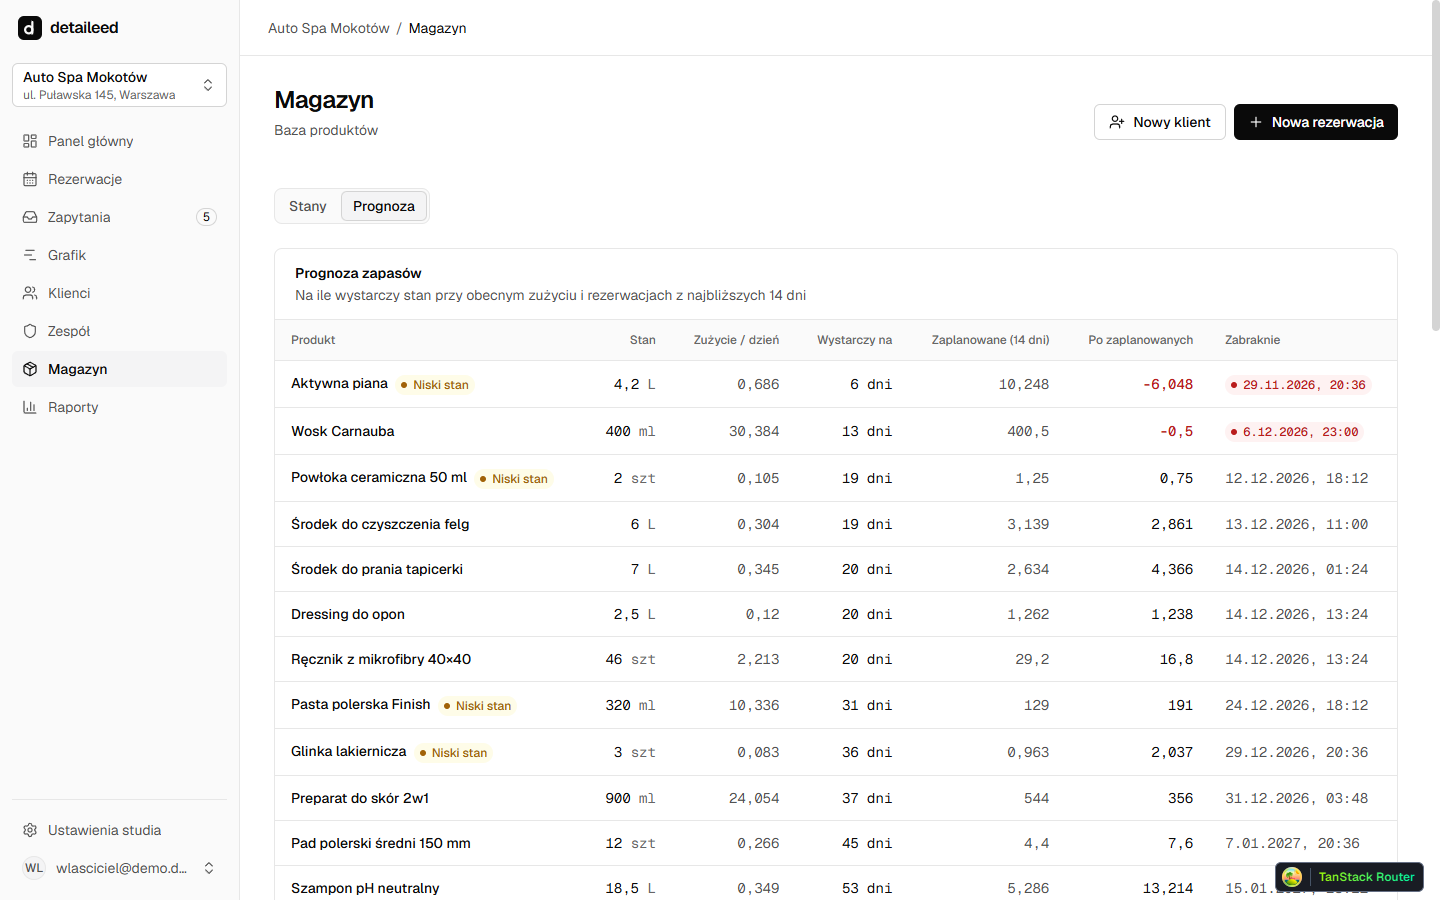 detaileed
Auto Spa Mokotów
ul. Puławska 145, Warszawa
Panel główny
Rezerwacje
Zapytania 5
Grafik
Klienci
Zespół
Magazyn
Raporty
Ustawienia studia
WL wlasciciel@demo.d...
Auto Spa Mokotów / Magazyn
Magazyn
Baza produktów
Nowy klient
Nowa rezerwacja
Stany Prognoza
Prognoza zapasów
Na ile wystarczy stan przy obecnym zużyciu i rezerwacjach z najbliższych 14 dni
Produkt Stan Zużycie / dzień Wystarczy na Zaplanowane (14 dni) Po zaplanowanych Zabraknie
Aktywna piana Niski stan 4,2 L 0,686 6 dni 10,248 -6,048 29.11.2026, 20:36
Wosk Carnauba 400 ml 30,384 13 dni 400,5 -0,5 6.12.2026, 23:00
Powłoka ceramiczna 50 ml Niski stan 2 szt 0,105 19 dni 1,25 0,75 12.12.2026, 18:12
Środek do czyszczenia felg 6 L 0,304 19 dni 3,139 2,861 13.12.2026, 11:00
Środek do prania tapicerki 7 L 0,345 20 dni 2,634 4,366 14.12.2026, 01:24
Dressing do opon 2,5 L 0,12 20 dni 1,262 1,238 14.12.2026, 13:24
Ręcznik z mikrofibry 40×40 46 szt 2,213 20 dni 29,2 16,8 14.12.2026, 13:24
Pasta polerska Finish Niski stan 320 ml 10,336 31 dni 129 191 24.12.2026, 18:12
Glinka lakiernicza Niski stan 3 szt 0,083 36 dni 0,963 2,037 29.12.2026, 20:36
Preparat do skór 2w1 900 ml 24,054 37 dni 544 356 31.12.2026, 03:48
Pad polerski średni 150 mm 12 szt 0,266 45 dni 4,4 7,6 7.01.2027, 20:36
Szampon pH neutralny 18,5 L 0,349 53 dni 5,286 13,214
TanStack Router